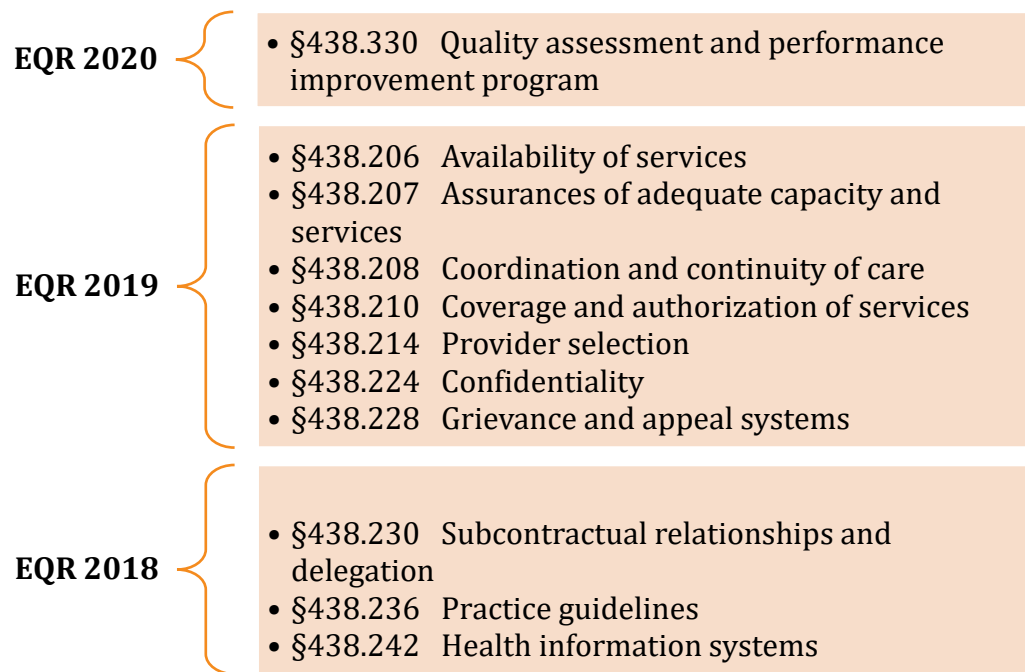 EQR 2020
• §438.330 Quality assessment and performance
improvement program
EQR 2019
• §438.206 Availability of services
• §438.207 Assurances of adequate capacity and
services
• §438.208 Coordination and continuity of care
• §438.210 Coverage and authorization of services
• §438.214 Provider selection
• §438.224 Confidentiality
• §438.228 Grievance and appeal systems
EQR 2018
• §438.230 Subcontractual relationships and
delegation
• §438.236 Practice guidelines
• §438.242 Health information systems